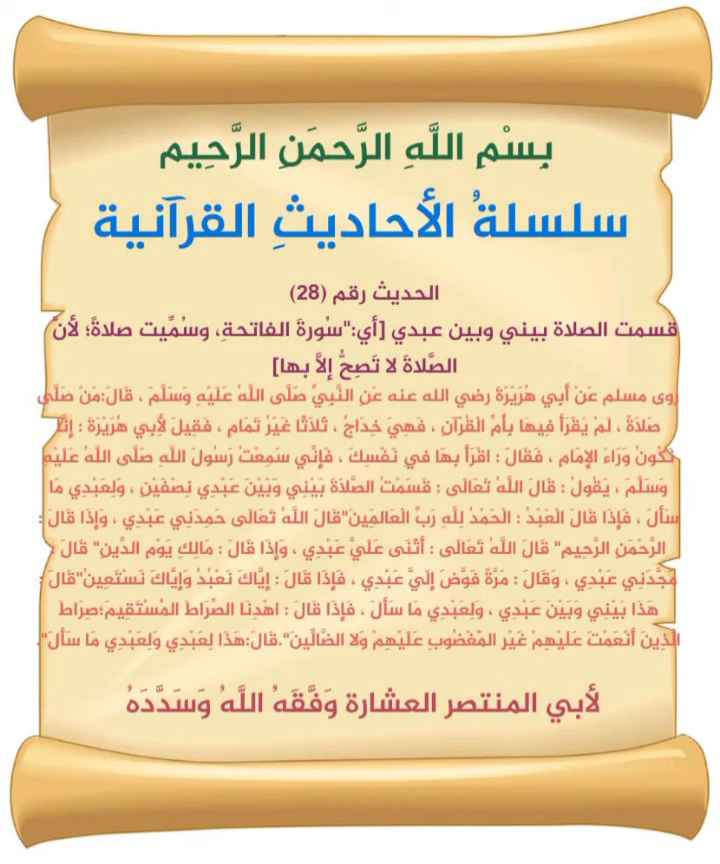 بِسْمِ اللَّهِ الرَّحمَنِ الرَّحِيم
سلسلةُ الأحاديثِ القرآنية
الحديث رقم (28)
قسمت الصلاة بيني وبين عبدي [أي:"سُورةَ الفاتحةِ، وسُمِّيت صلاةً؛ لأنَّ
الصَّلاةَ لا تَصِحُّ إلاَّ بها]
روى مسلم عَنْ أَبِي هُرَيْرَةَ رضي الله عنه عَنِ النَّبِيِّ صَلَّى اللَّهُ عَلَيْهِ وَسَلَّمَ ، قَالَ:مَنْ صَلَّى
صَلَاةً ، لَمْ يَقْرَأْ فِيهَا بِأُمِّ الْقُرْآنِ ، فَهِيَ خِدَاجٌ ، ثَلَاثًا غَيْرُ تَمَامٍ ، فَقِيلَ لِأَبِي هُرَيْرَةَ : إِنَّا
نَكُونُ وَرَاءَ الإِمَامِ ، فَقَالَ : اقْرَأْ بِهَا فِي نَفْسِكَ ، فَإِنِّي سَمِعْتُ رَسُولَ اللَّهِ صَلَّى اللَّهُ عَلَيْهِ
وَسَلَّمَ ، يَقُولُ : قَالَ اللَّهُ تَعَالَى : قَسَمْتُ الصَّلَاةَ بَيْنِي وَبَيْنَ عَبْدِي نِصْفَيْنِ ، وَلِعَبْدِي مَا
سَأَلَ ، فَإِذَا قَالَ الْعَبْدُ : الْحَمْدُ لِلَّهِ رَبِّ الْعَالَمِينَ"قَالَ اللَّهُ تَعَالَى حَمِدَنِي عَبْدِي ، وَإِذَا قَالَ :
الرَّحْمَنِ الرَّحِيمِ" قَالَ اللَّهُ تَعَالَى : أَثْنَى عَلَيَّ عَبْدِي ، وَإِذَا قَالَ : مَالِكِ يَوْمِ الدِّينِ" قَالَ :
مَجَّدَنِي عَبْدِي ، وَقَالَ : مَرَّةً فَوَّضَ إِلَيَّ عَبْدِي ، فَإِذَا قَالَ : إِيَّاكَ نَعْبُدُ وَإِيَّاكَ نَسْتَعِينُ"قَالَ :
هَذَا بَيْنِي وَبَيْنَ عَبْدِي ، وَلِعَبْدِي مَا سَأَلَ ، فَإِذَا قَالَ : اهْدِنَا الصِّرَاطَ الْمُسْتَقِيمَ؛صِرَاطَ
الَّذِينَ أَنْعَمْتَ عَلَيْهِمْ غَيْرِ الْمَغْضُوبِ عَلَيْهِمْ وَلا الضَّالِّينَ".قَالَ:هَذَا لِعَبْدِي وَلِعَبْدِي مَا سَأَلَ".
لأبي المنتصر العشارة وَفَّقَهُ اللَّهُ وَسَدَّدَهُ